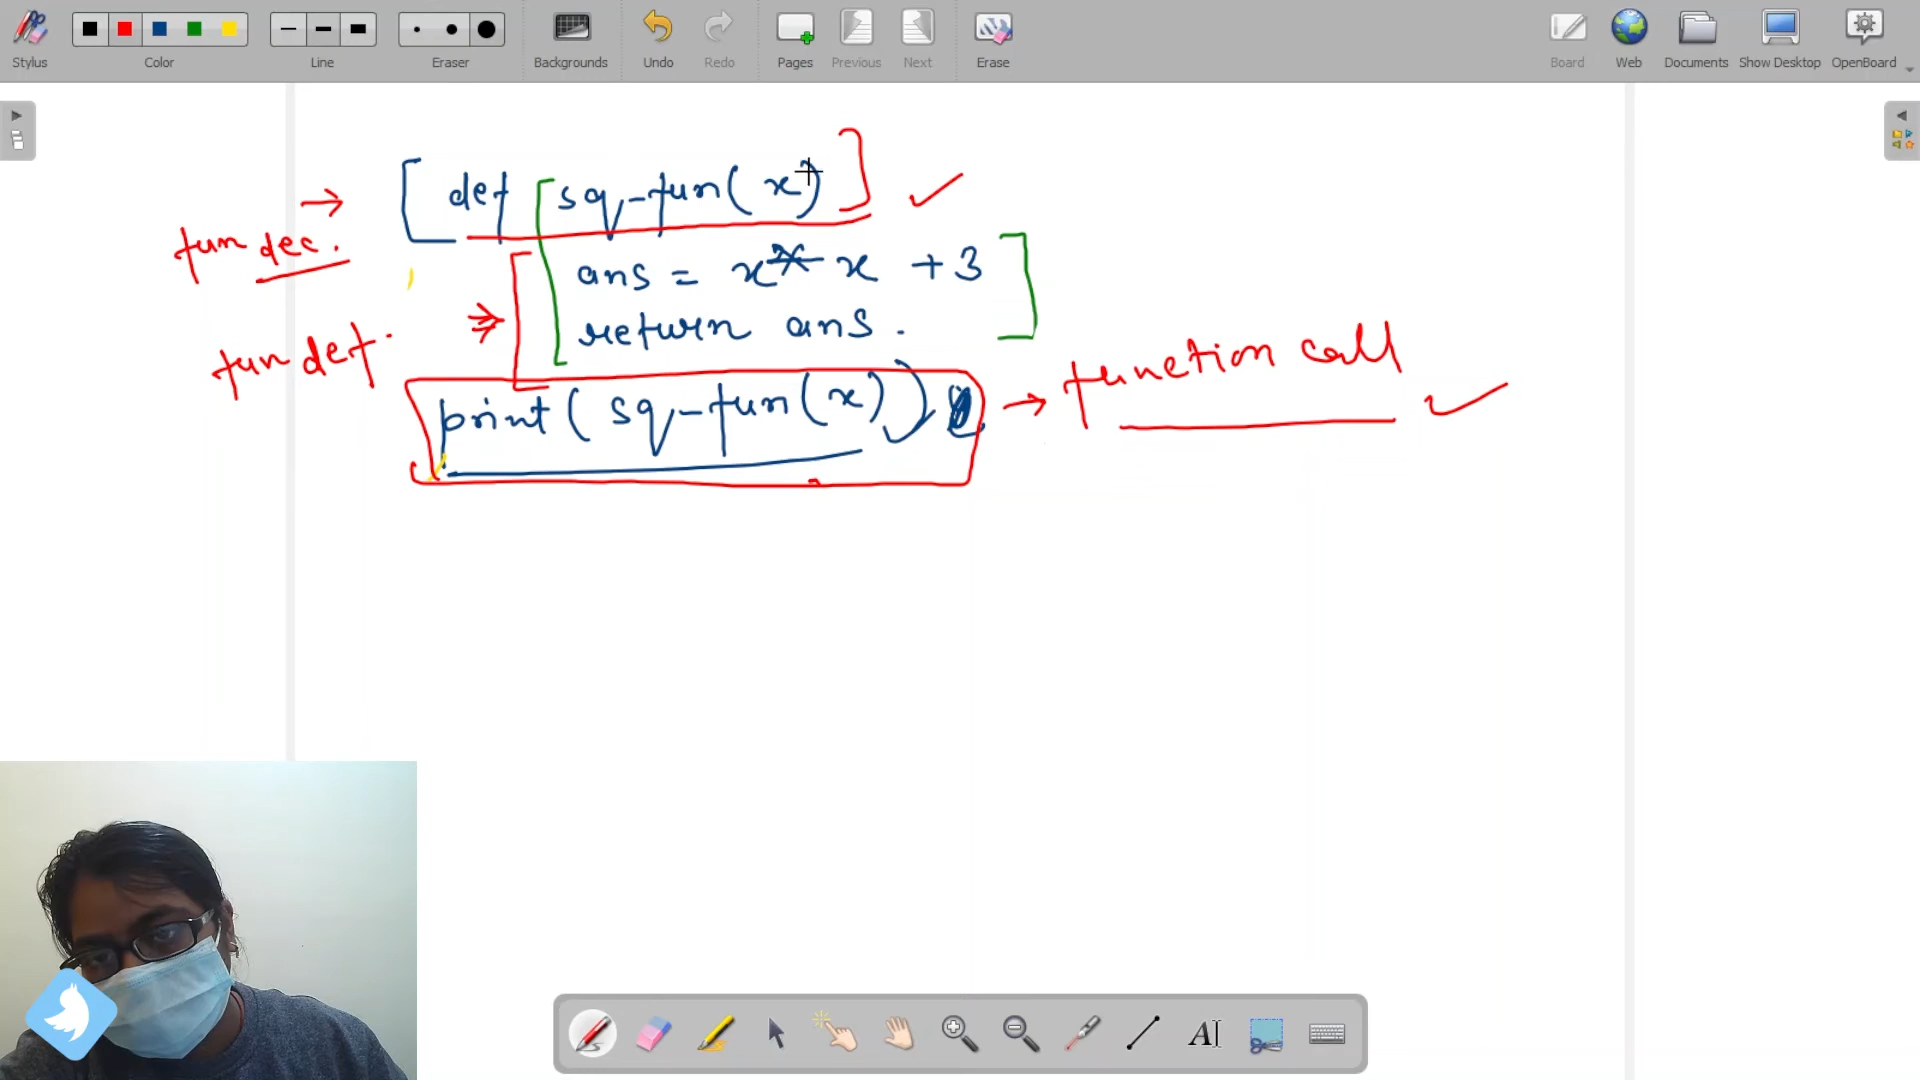 Stylus Color Line Eraser Backgrounds Undo Redo Pages Previous Next Erase Board Web Documents Show Desktop OpenBoard
def sq-fun(x)
fun dec.
ans = x * x + 3
return ans.
fun def.
print( sq-fun(x) )
function call